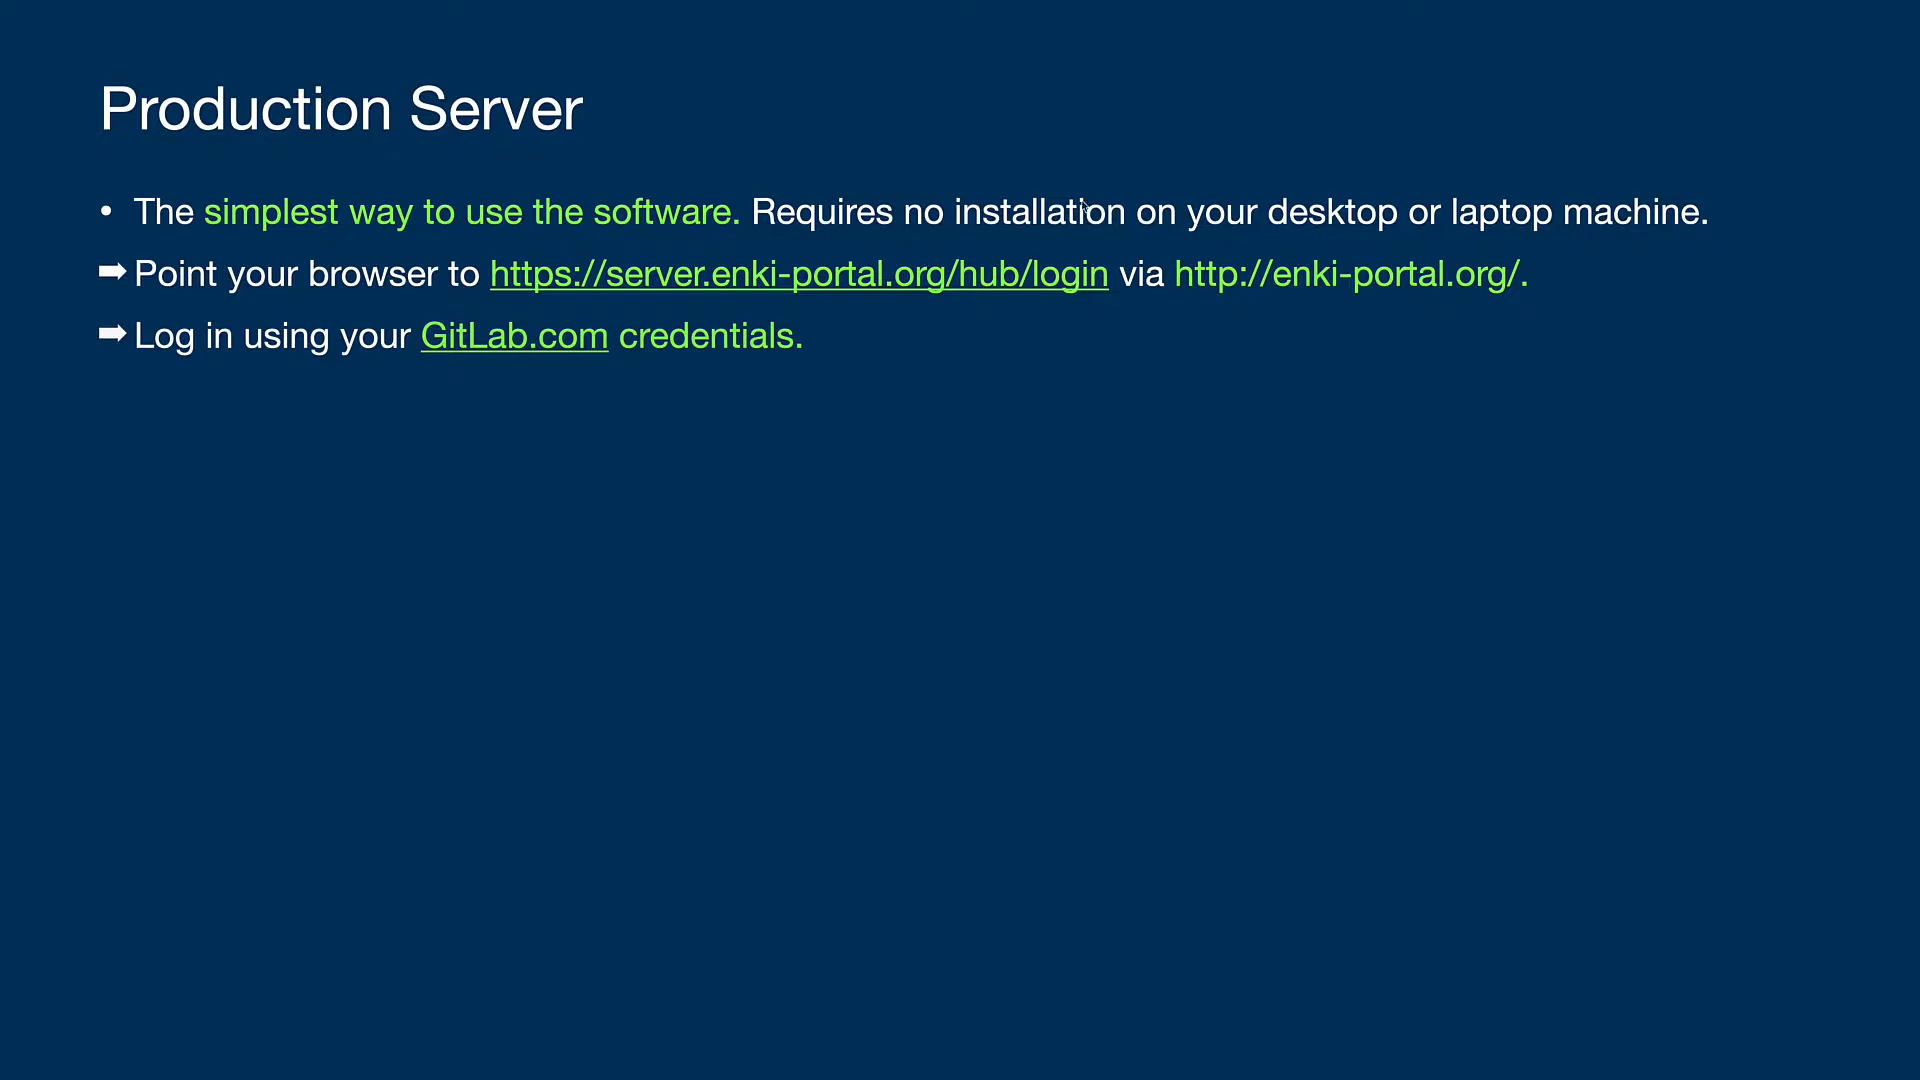 Production Server
• The simplest way to use the software. Requires no installation on your desktop or laptop machine.
➡ Point your browser to https://server.enki-portal.org/hub/login via http://enki-portal.org/.
➡ Log in using your GitLab.com credentials.